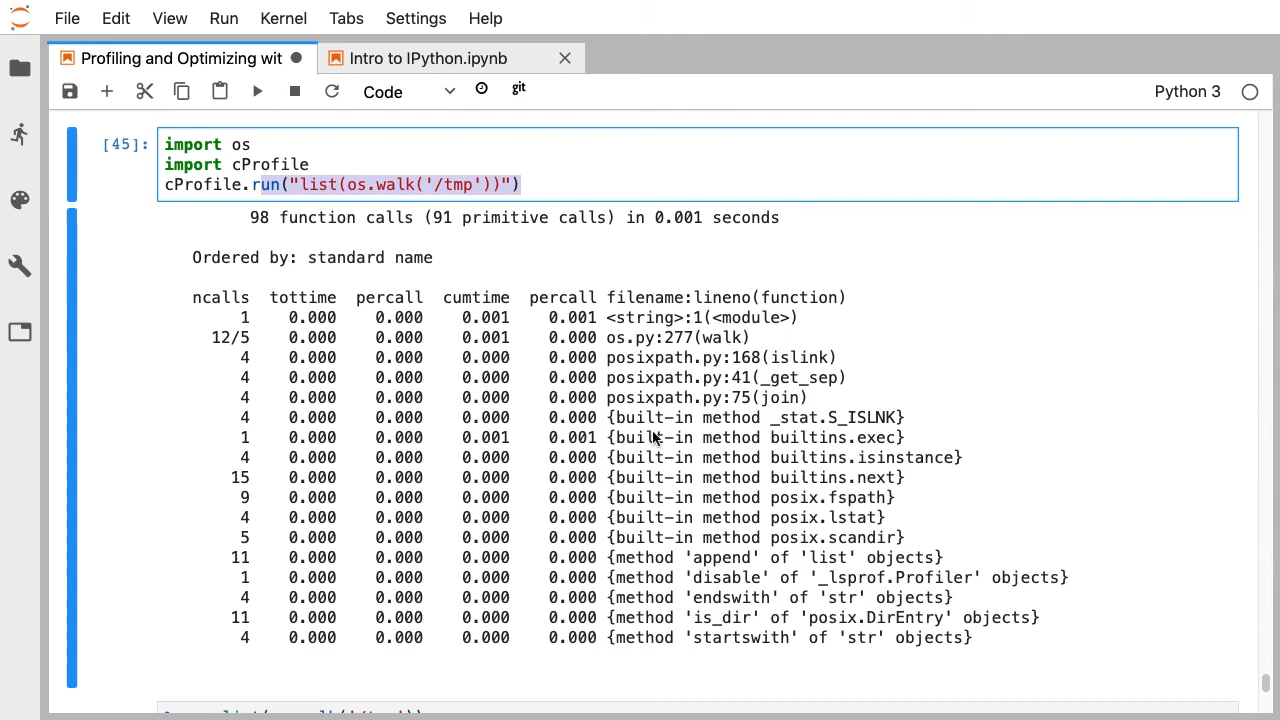 File Edit View Run Kernel Tabs Settings Help
Profiling and Optimizing wit
Intro to IPython.ipynb
Code
git
Python 3
[45]:
import os
import cProfile
cProfile.run("list(os.walk('/tmp'))")
98 function calls (91 primitive calls) in 0.001 seconds
Ordered by: standard name
ncalls tottime percall cumtime percall filename:lineno(function)
1 0.000 0.000 0.001 0.001 <string>:1(<module>)
12/5 0.000 0.000 0.001 0.000 os.py:277(walk)
4 0.000 0.000 0.000 0.000 posixpath.py:168(islink)
4 0.000 0.000 0.000 0.000 posixpath.py:41(_get_sep)
4 0.000 0.000 0.000 0.000 posixpath.py:75(join)
4 0.000 0.000 0.000 0.000 {built-in method _stat.S_ISLNK}
1 0.000 0.000 0.001 0.001 {built-in method builtins.exec}
4 0.000 0.000 0.000 0.000 {built-in method builtins.isinstance}
15 0.000 0.000 0.000 0.000 {built-in method builtins.next}
9 0.000 0.000 0.000 0.000 {built-in method posix.fspath}
4 0.000 0.000 0.000 0.000 {built-in method posix.lstat}
5 0.000 0.000 0.000 0.000 {built-in method posix.scandir}
11 0.000 0.000 0.000 0.000 {method 'append' of 'list' objects}
1 0.000 0.000 0.000 0.000 {method 'disable' of '_lsprof.Profiler' objects}
4 0.000 0.000 0.000 0.000 {method 'endswith' of 'str' objects}
11 0.000 0.000 0.000 0.000 {method 'is_dir' of 'posix.DirEntry' objects}
4 0.000 0.000 0.000 0.000 {method 'startswith' of 'str' objects}